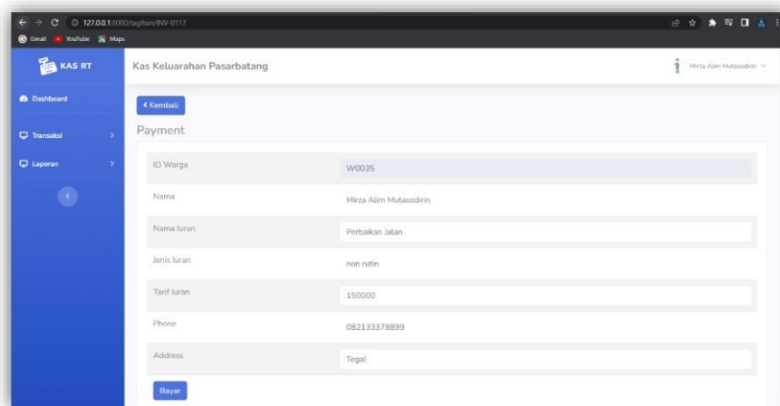 127.0.0.1:8000/tagihan/INV-0117
Gmail YouTube Maps
KAS RT
Kas Keluarahan Pasarbatang
Mirza Alim Mutasodirin
Dashboard
Kembali
Payment
Transaksi
Laporan
ID Warga W0035
Nama Mirza Alim Mutasodirin
Nama Iuran Perbaikan Jalan
Jenis Iuran non rutin
Tarif Iuran 150000
Phone 082133378899
Address Tegal
Bayar